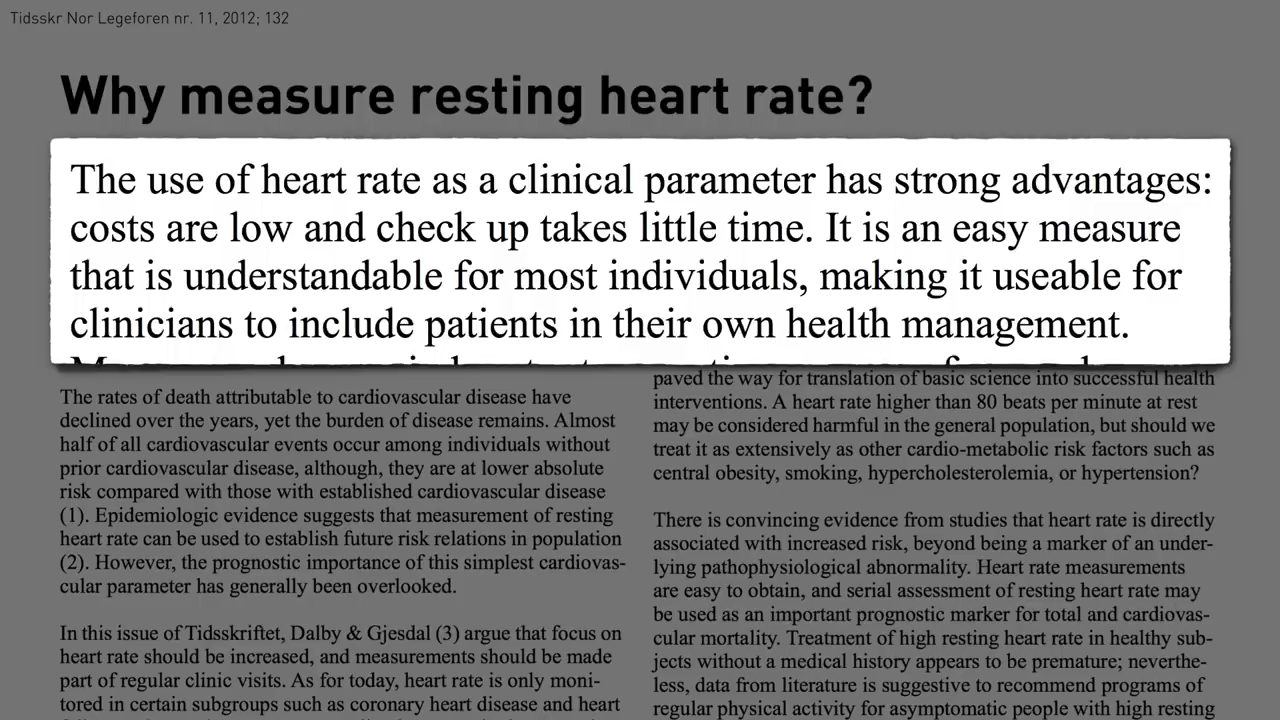 Tidsskr Nor Legeforen nr. 11, 2012; 132
Why measure resting heart rate?
The use of heart rate as a clinical parameter has strong advantages:
costs are low and check up takes little time. It is an easy measure
that is understandable for most individuals, making it useable for
clinicians to include patients in their own health management.
The rates of death attributable to cardiovascular disease have
declined over the years, yet the burden of disease remains. Almost
half of all cardiovascular events occur among individuals without
prior cardiovascular disease, although, they are at lower absolute
risk compared with those with established cardiovascular disease
(1). Epidemiologic evidence suggests that measurement of resting
heart rate can be used to establish future risk relations in population
(2). However, the prognostic importance of this simplest cardiovas-
cular parameter has generally been overlooked.
In this issue of Tidsskriftet, Dalby & Gjesdal (3) argue that focus on
heart rate should be increased, and measurements should be made
part of regular clinic visits. As for today, heart rate is only moni-
tored in certain subgroups such as coronary heart disease and heart
paved the way for translation of basic science into successful health
interventions. A heart rate higher than 80 beats per minute at rest
may be considered harmful in the general population, but should we
treat it as extensively as other cardio-metabolic risk factors such as
central obesity, smoking, hypercholesterolemia, or hypertension?
There is convincing evidence from studies that heart rate is directly
associated with increased risk, beyond being a marker of an under-
lying pathophysiological abnormality. Heart rate measurements
are easy to obtain, and serial assessment of resting heart rate may
be used as an important prognostic marker for total and cardiovas-
cular mortality. Treatment of high resting heart rate in healthy sub-
jects without a medical history appears to be premature; neverthe-
less, data from literature is suggestive to recommend programs of
regular physical activity for asymptomatic people with high resting